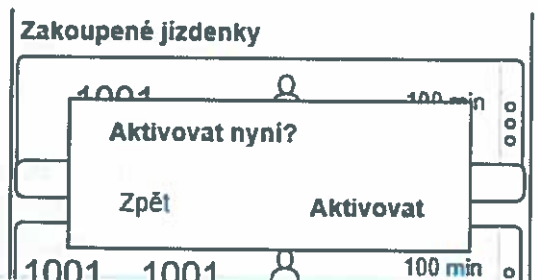 Zakoupené jízdenky
1001 100 min
Aktivovat nyní?
Zpět Aktivovat
1001 1001 100 min